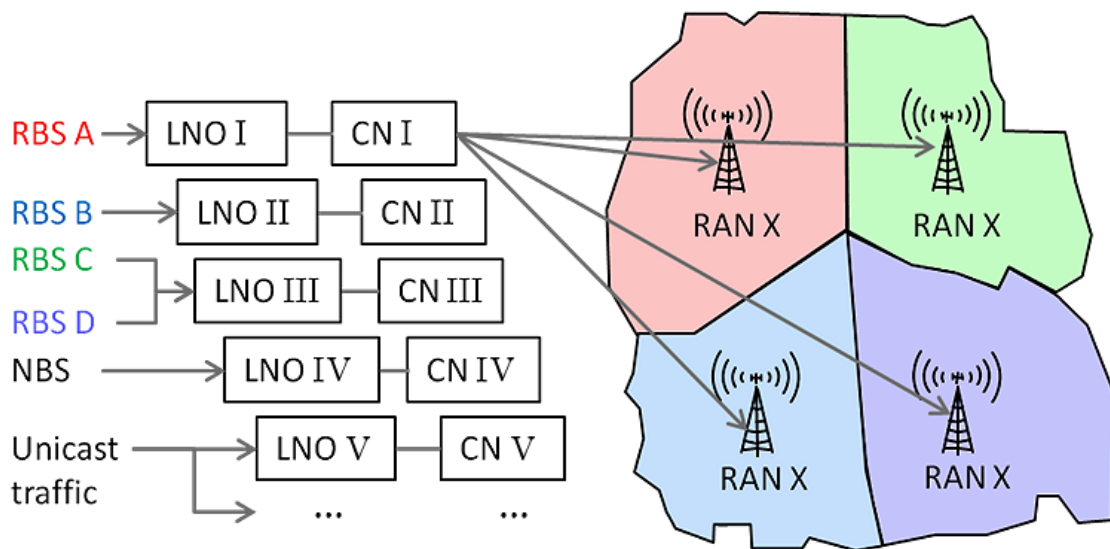 RBS A
LNO I
CN I
RBS B
LNO II
CN II
RBS C
RBS D
LNO III
CN III
NBS
LNO IV
CN IV
Unicast
traffic
LNO V
CN V
...
...
RAN X
RAN X
RAN X
RAN X